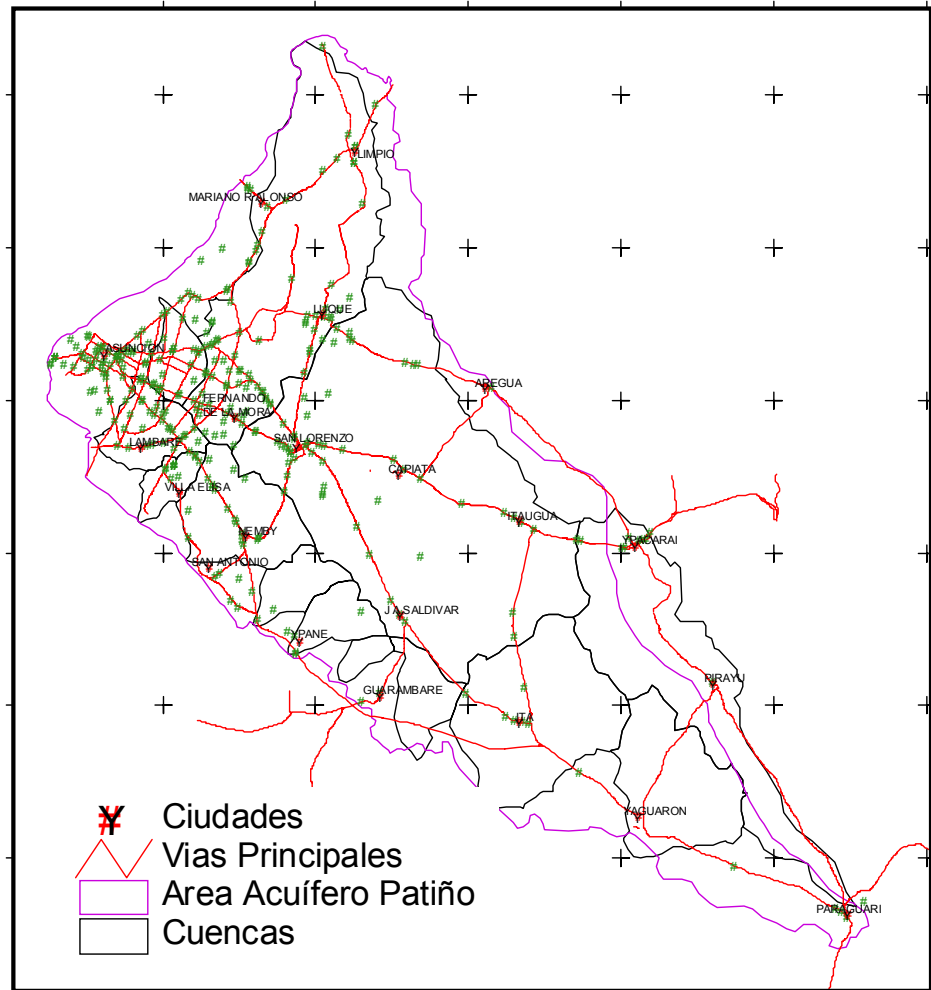 LIMPIO
MARIANO R ALONSO
LUQUE
ASUNCION
AREGUA
FERNANDO
DE LA MORA
LAMBARE
SAN LORENZO
CAPIATA
VILLA ELISA
ITAUGUA
NEMBY
YPACARAI
SAN ANTONIO
J A SALDIVAR
YPANE
PIRAYU
GUARAMBARE
ITA
YAGUARON
PARAGUARI
Ciudades
Vias Principales
Area Acuífero Patiño
Cuencas